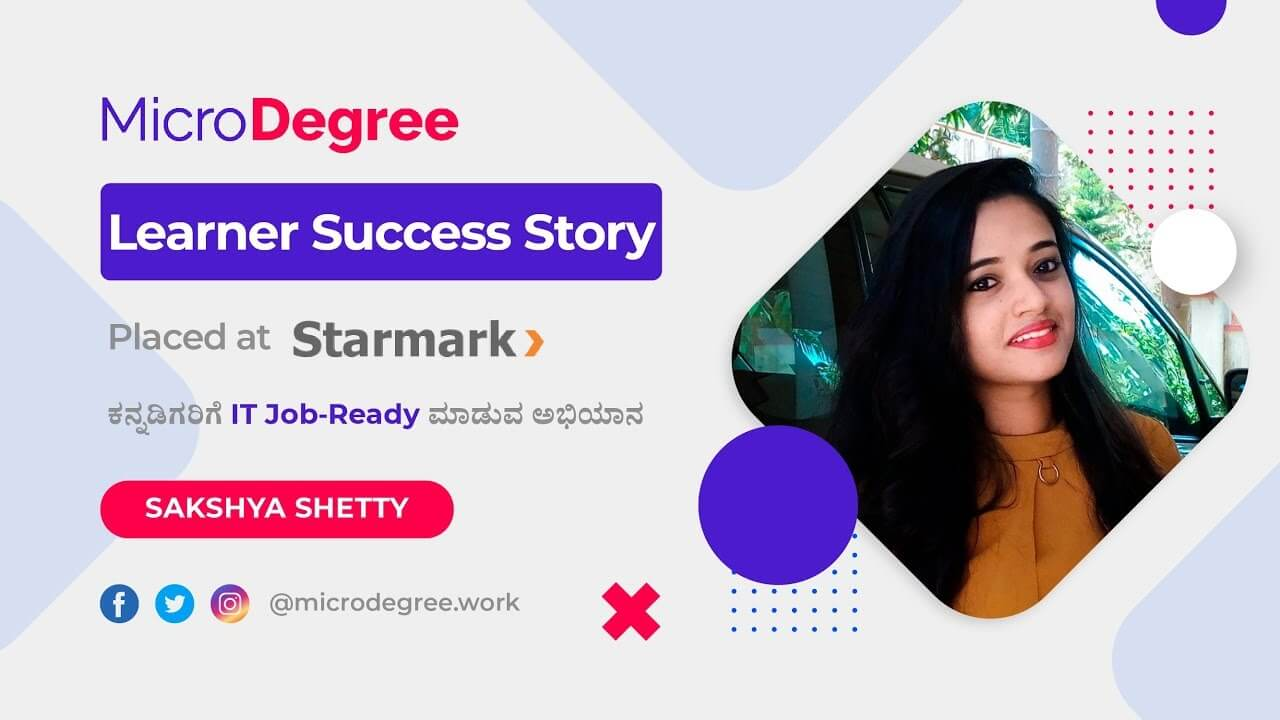 MicroDegree
Learner Success Story
Placed at Starmark
ಕನ್ನಡಿಗರಿಗೆ IT Job-Ready ಮಾಡುವ ಅಭಿಯಾನ
SAKSHYA SHETTY
@microdegree.work